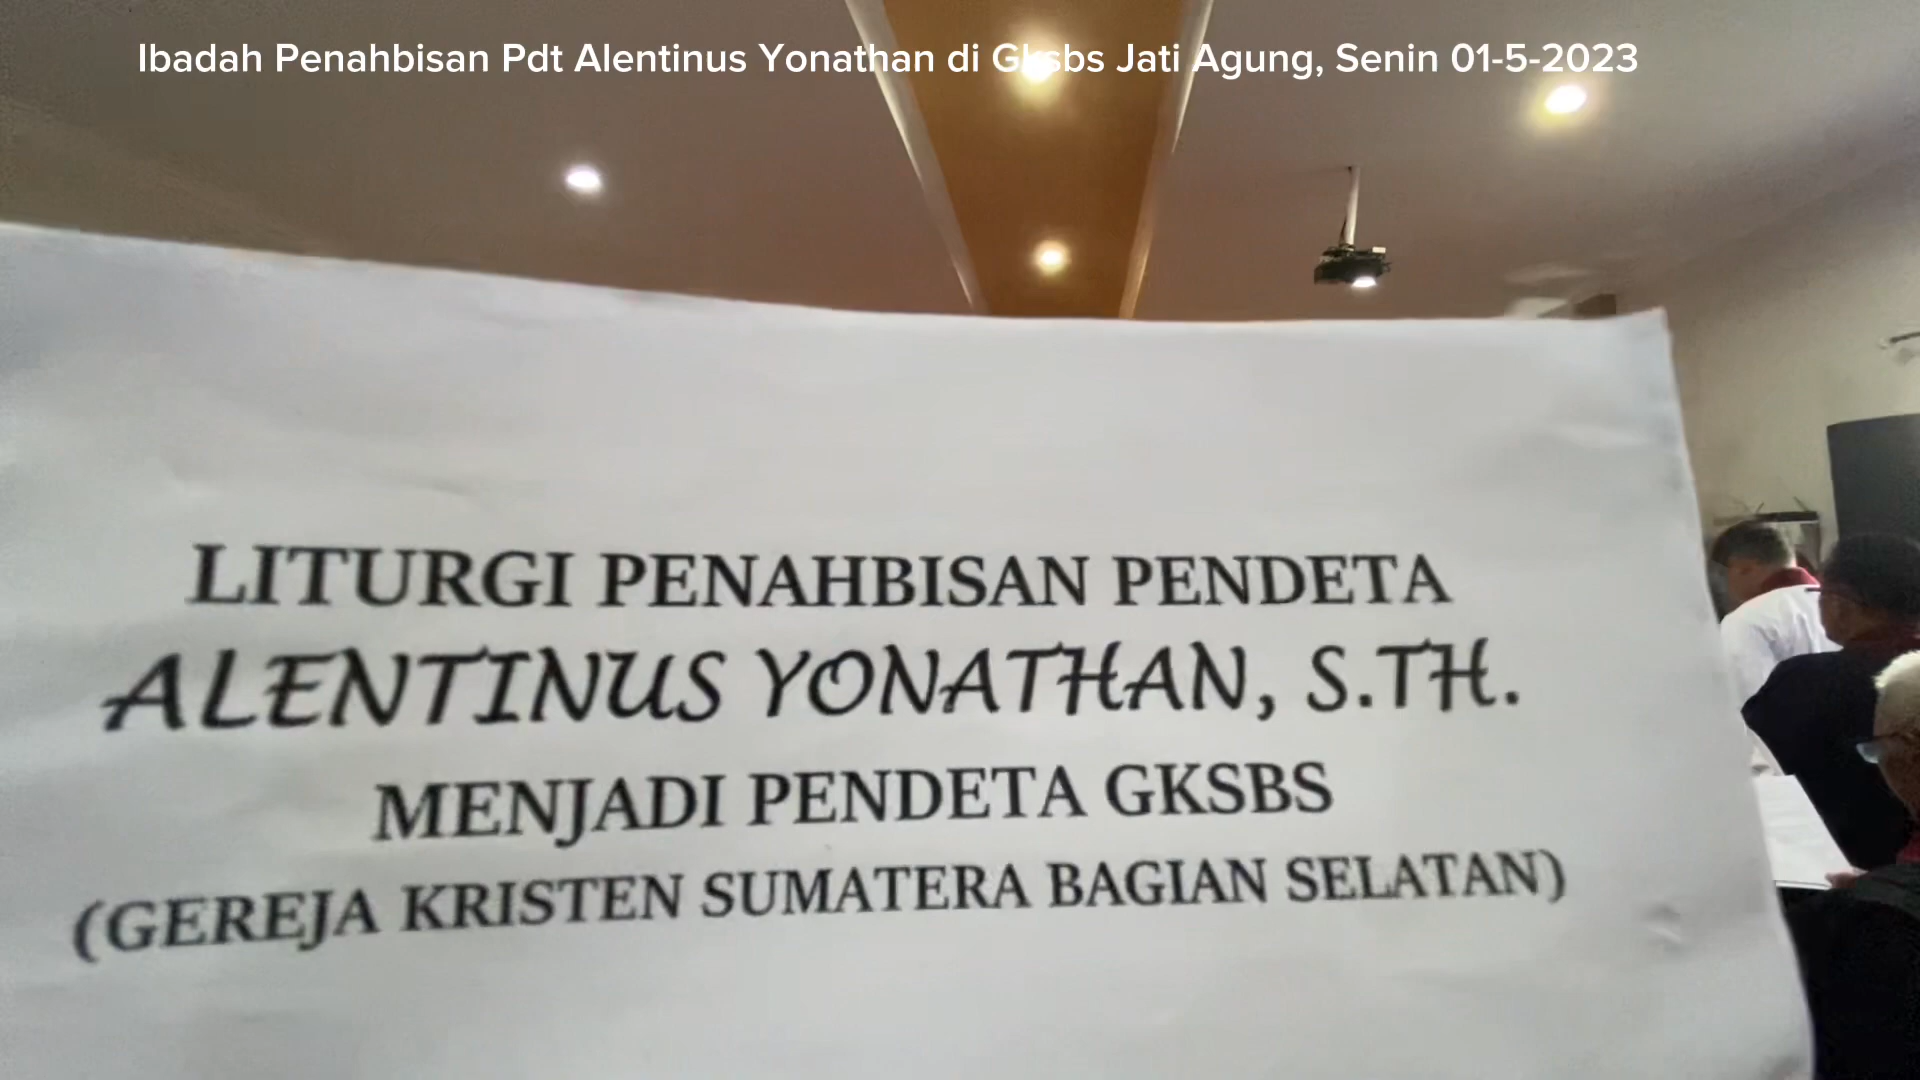 Ibadah Penahbisan Pdt Alentinus Yonathan di Gksbs Jati Agung, Senin 01-5-2023
LITURGI PENAHBISAN PENDETA
ALENTINUS YONATHAN, S.TH.
MENJADI PENDETA GKSBS
(GEREJA KRISTEN SUMATERA BAGIAN SELATAN)